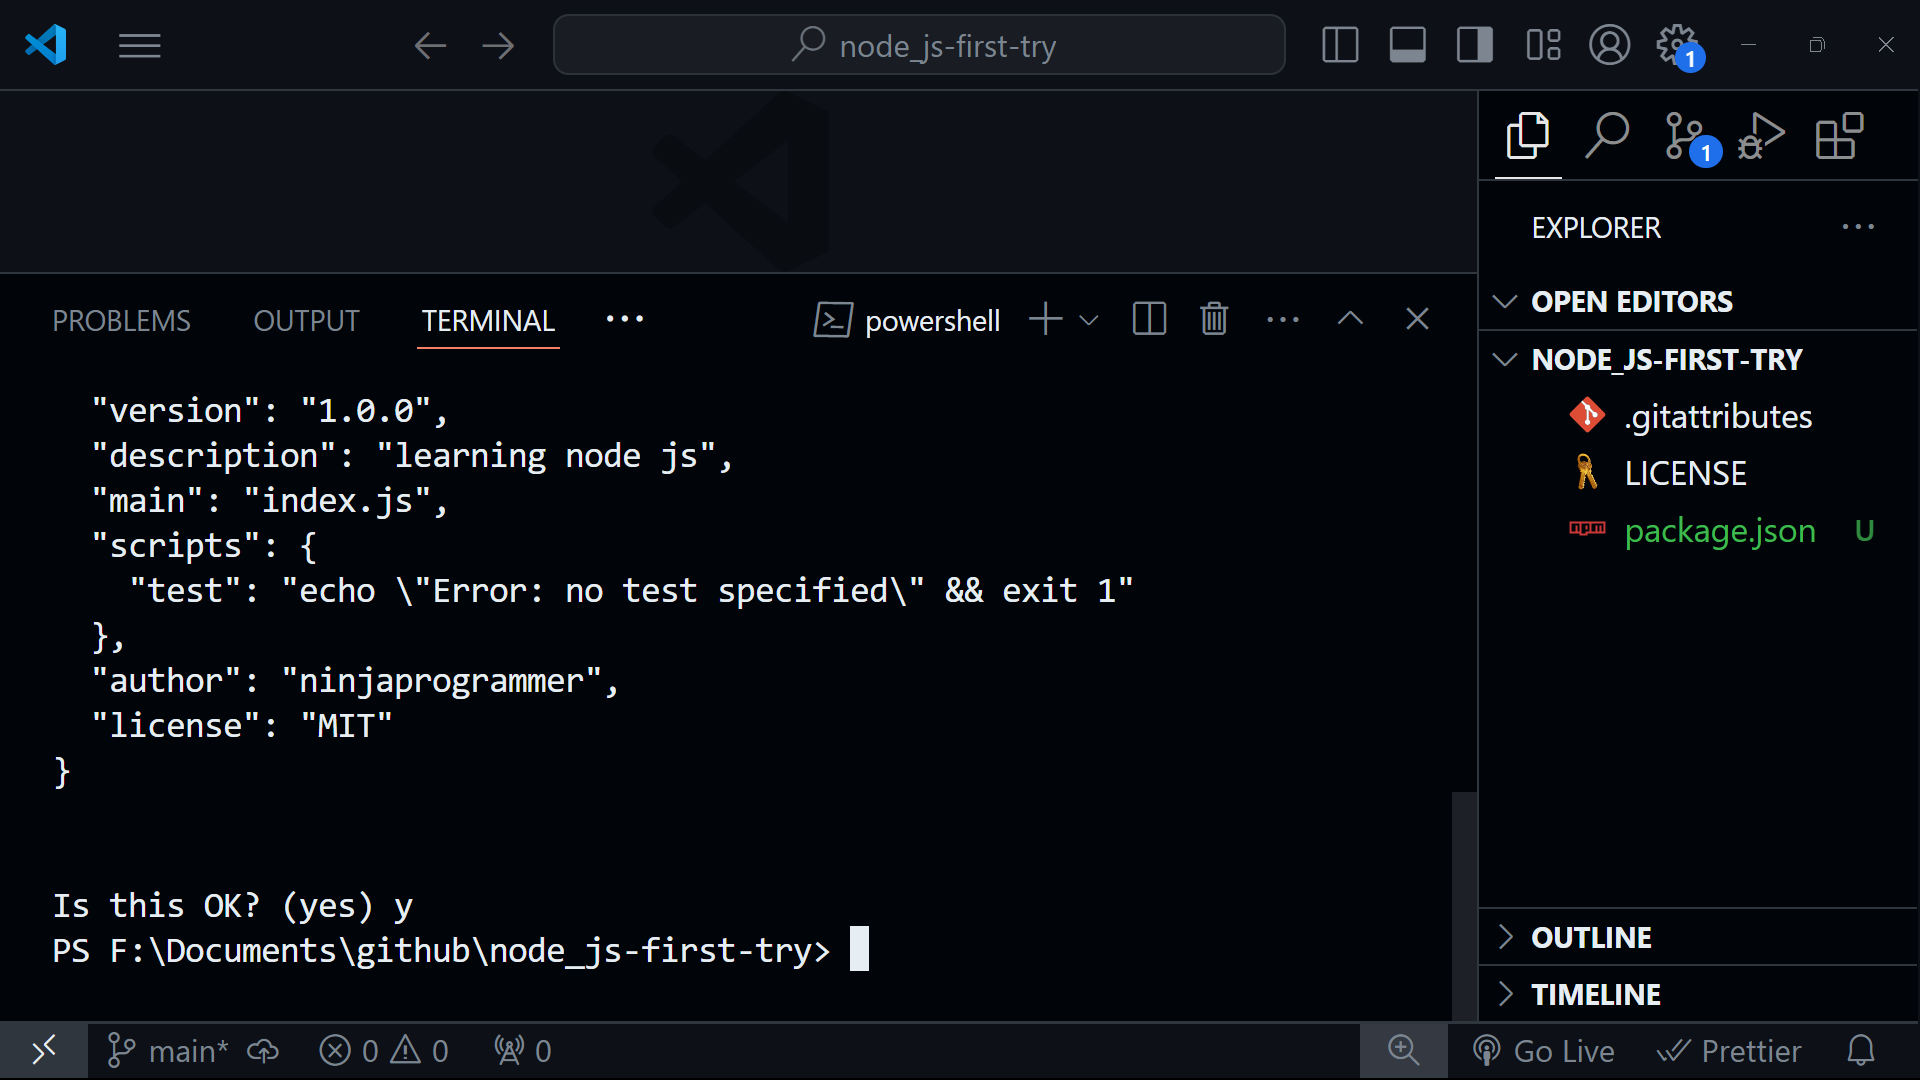 node_js-first-try
1
1
EXPLORER
OPEN EDITORS
NODE_JS-FIRST-TRY
.gitattributes
LICENSE
package.json U
OUTLINE
TIMELINE
PROBLEMS OUTPUT TERMINAL powershell
"version": "1.0.0",
"description": "learning node js",
"main": "index.js",
"scripts": {
"test": "echo \"Error: no test specified\" && exit 1"
},
"author": "ninjaprogrammer",
"license": "MIT"
}
Is this OK? (yes) y
PS F:\Documents\github\node_js-first-try>
main* 0 0 0 Go Live Prettier